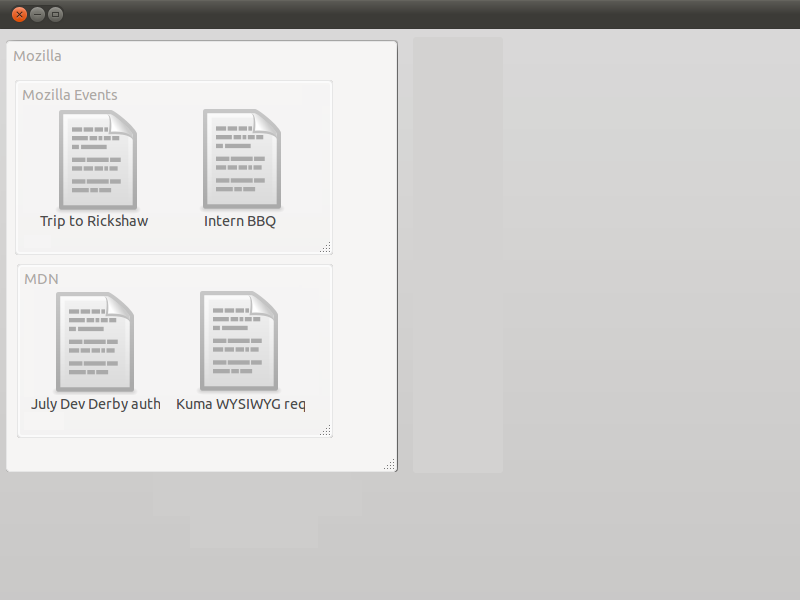 Mozilla
Mozilla Events
Trip to Rickshaw
Intern BBQ
MDN
July Dev Derby auth
Kuma WYSIWYG req